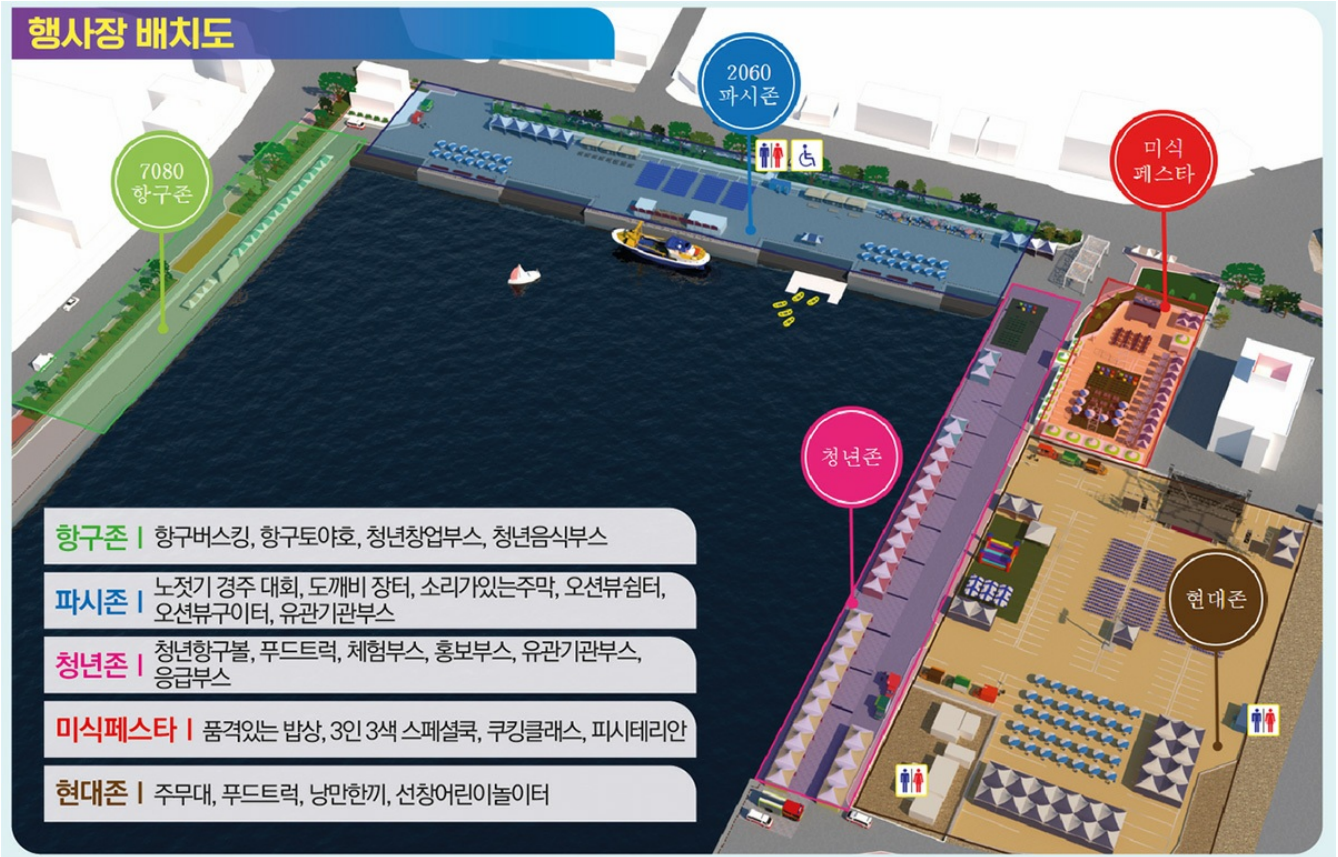 행사장 배치도
2060
파시존
7080
항구존
미식
페스타
청년존
현대존
항구존 | 항구버스킹, 항구토야호, 청년창업부스, 청년음식부스
파시존 | 노젓기 경주 대회, 도깨비 장터, 소리가있는주막, 오션뷰쉼터,
오션뷰구이터, 유관기관부스
청년존 | 청년항구볼, 푸드트럭, 체험부스, 홍보부스, 유관기관부스,
응급부스
미식페스타 | 품격있는 밥상, 3인 3색 스페셜쿡, 쿠킹클래스, 피시테리안
현대존 | 주무대, 푸드트럭, 낭만한끼, 선창어린이놀이터